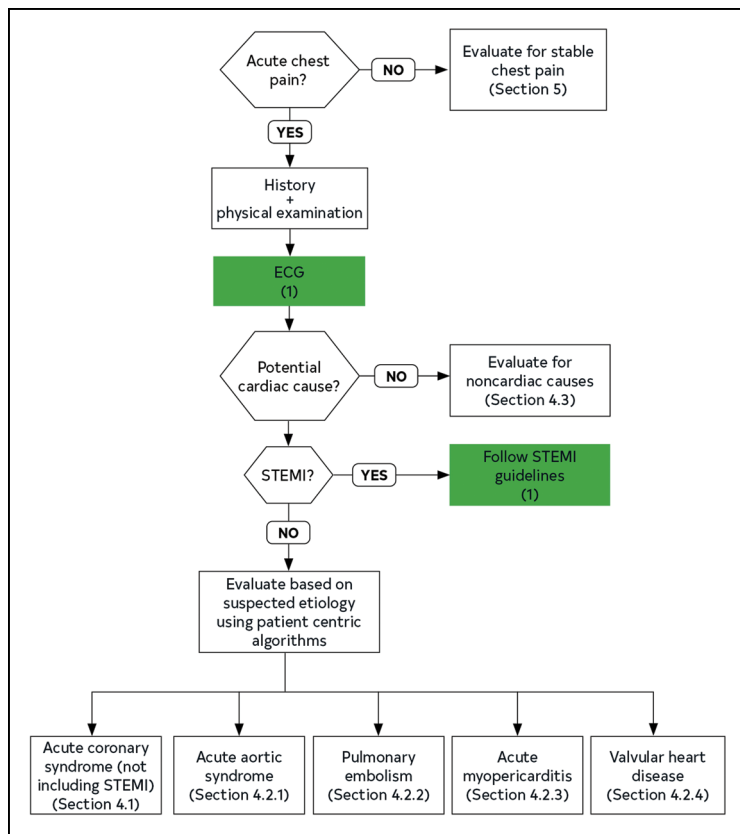 Acute chest
pain?
NO
Evaluate for stable
chest pain
(Section 5)
YES
History
+
physical examination
ECG
(1)
Potential
cardiac cause?
NO
Evaluate for
noncardiac causes
(Section 4.3)
STEMI?
YES
Follow STEMI
guidelines
(1)
NO
Evaluate based on
suspected etiology
using patient centric
algorithms
Acute coronary
syndrome (not
including STEMI)
(Section 4.1)
Acute aortic
syndrome
(Section 4.2.1)
Pulmonary
embolism
(Section 4.2.2)
Acute
myopericarditis
(Section 4.2.3)
Valvular heart
disease
(Section 4.2.4)